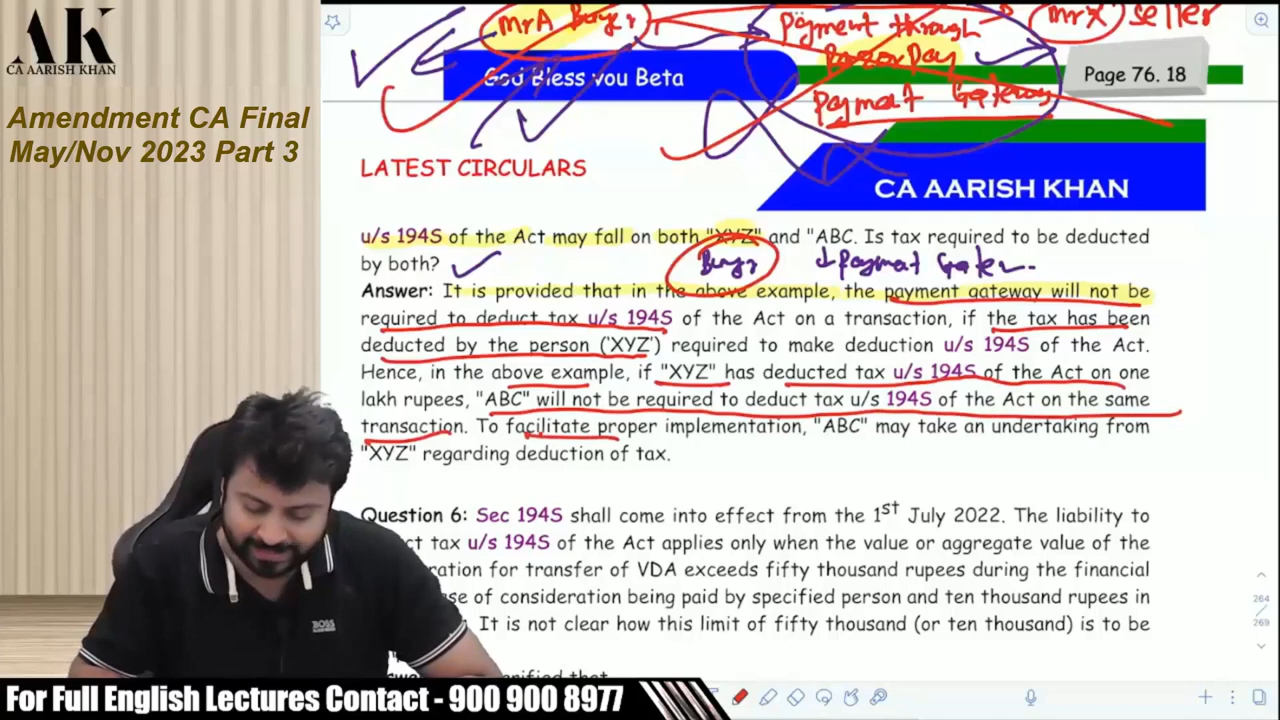 AK
CA AARISH KHAN
Amendment CA Final
May/Nov 2023 Part 3
MrA Buyer
Payment through
MrX seller
RazorPay
Payment Gateway
God Bless you Beta
Page 76. 18
LATEST CIRCULARS
CA AARISH KHAN
u/s 194S of the Act may fall on both "XYZ" and "ABC. Is tax required to be deducted
by both?
Buyer
↓Payment Gatew
Answer: It is provided that in the above example, the payment gateway will not be
required to deduct tax u/s 194S of the Act on a transaction, if the tax has been
deducted by the person ('XYZ') required to make deduction u/s 194S of the Act.
Hence, in the above example, if "XYZ" has deducted tax u/s 194S of the Act on one
lakh rupees, "ABC" will not be required to deduct tax u/s 194S of the Act on the same
transaction. To facilitate proper implementation, "ABC" may take an undertaking from
"XYZ" regarding deduction of tax.
Question 6: Sec 194S shall come into effect from the 1st July 2022. The liability to
ct tax u/s 194S of the Act applies only when the value or aggregate value of the
ration for transfer of VDA exceeds fifty thousand rupees during the financial
se of consideration being paid by specified person and ten thousand rupees in
It is not clear how this limit of fifty thousand (or ten thousand) is to be
BOSS
264
269
For Full English Lectures Contact - 900 900 8977